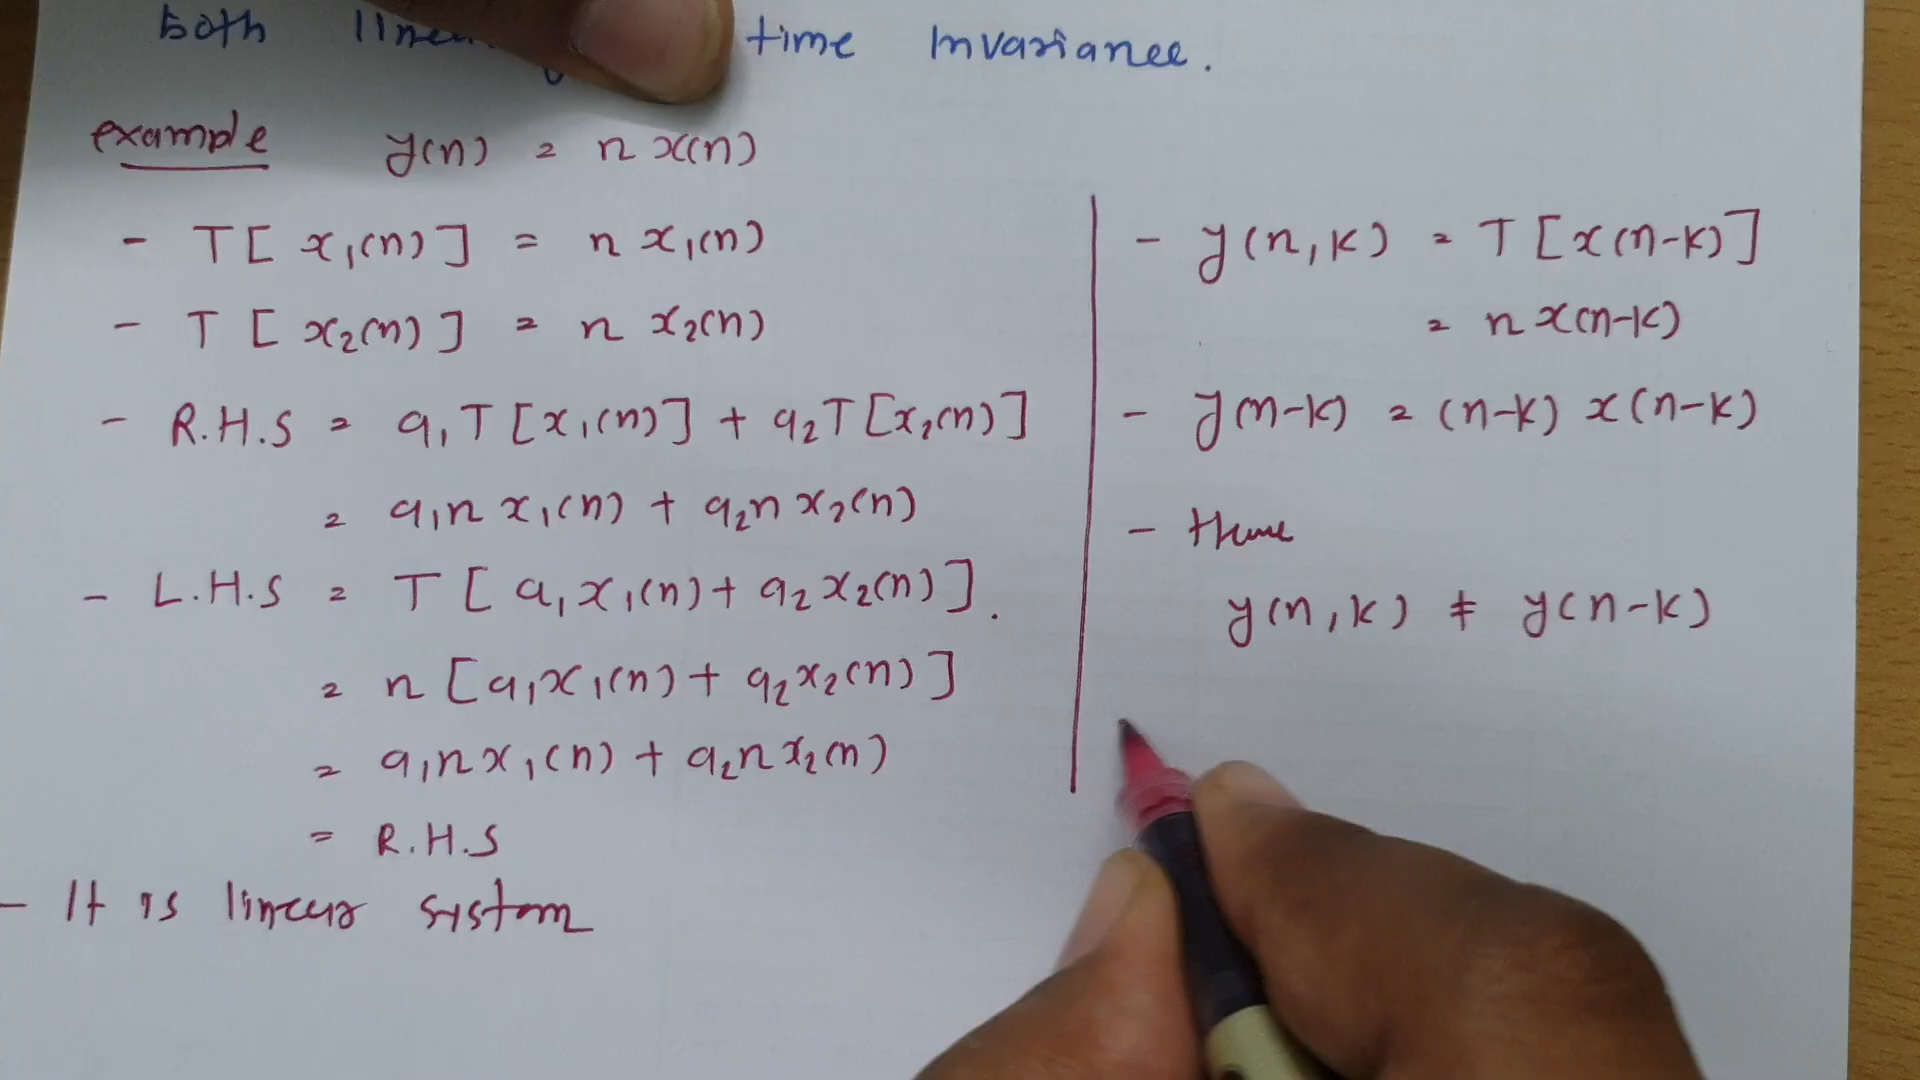 both time Invariance.
example y(n) = n x(n)
- T[x₁(n)] = n x₁(n)
- T[x₂(n)] = n x₂(n)
- R.H.S = a₁T[x₁(n)] + a₂T[x₂(n)]
= a₁n x₁(n) + a₂n x₂(n)
- L.H.S = T[a₁x₁(n) + a₂x₂(n)].
= n[a₁x₁(n) + a₂x₂(n)]
= a₁n x₁(n) + a₂n x₂(n)
= R.H.S
- It is linear system
- y(n,k) = T[x(n-k)]
= n x(n-k)
- y(n-k) = (n-k) x(n-k)
- Hence
y(n,k) ≠ y(n-k)